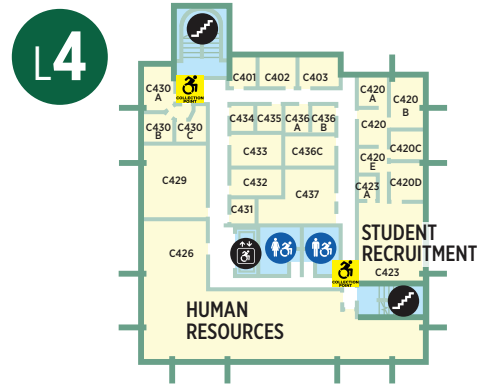 L4
C401
C402
C403
C430
A
COLLECTION
POINT
C420
A
C420
B
C434
C435
C436
A
C436
B
C430
B
C430
C
C420
C433
C436C
C420C
C420
E
C429
C432
C437
C423
A
C420D
C431
STUDENT
RECRUITMENT
C426
COLLECTION
POINT
C423
HUMAN
RESOURCES